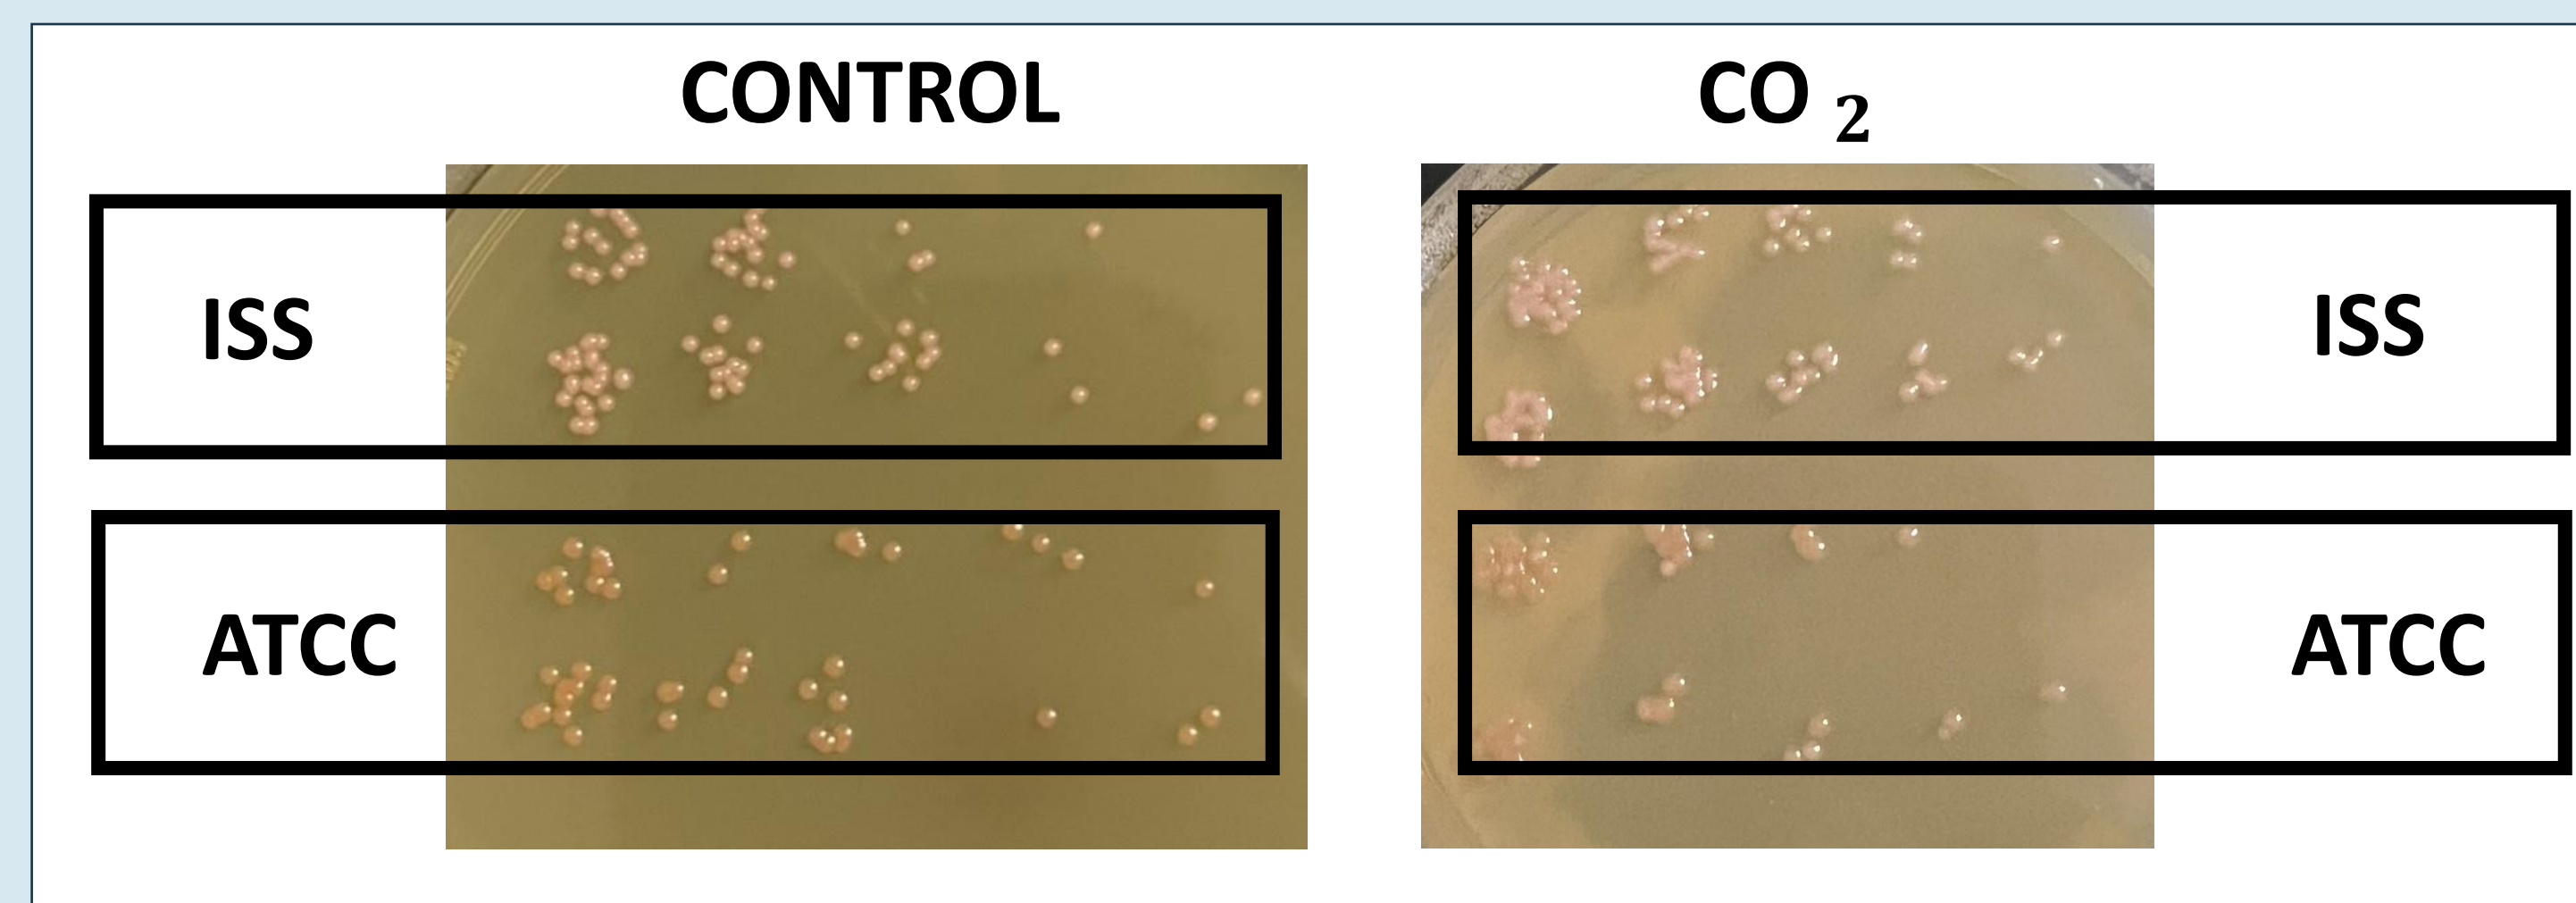 CONTROL
CO 2
ISS
ISS
ATCC
ATCC